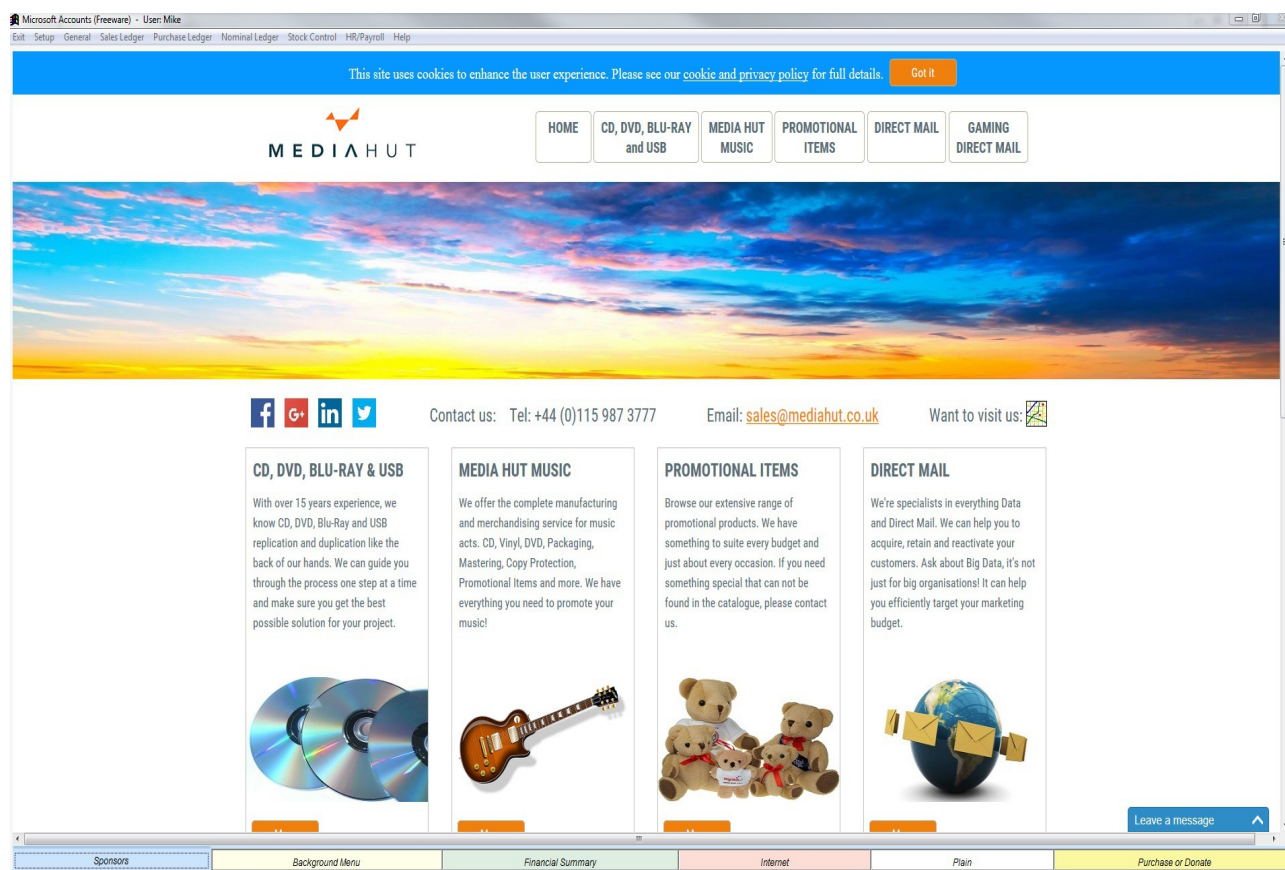 Microsoft Accounts (Freeware) - User: Mike
Exit Setup General Sales Ledger Purchase Ledger Nominal Ledger Stock Control HR/Payroll Help
This site uses cookies to enhance the user experience. Please see our cookie and privacy policy for full details. Got it
MEDIAHUT
HOME
CD, DVD, BLU-RAY
and USB
MEDIA HUT
MUSIC
PROMOTIONAL
ITEMS
DIRECT MAIL
GAMING
DIRECT MAIL
Contact us: Tel: +44 (0)115 987 3777 Email: sales@mediahut.co.uk Want to visit us:
CD, DVD, BLU-RAY & USB
With over 15 years experience, we
know CD, DVD, Blu-Ray and USB
replication and duplication like the
back of our hands. We can guide you
through the process one step at a time
and make sure you get the best
possible solution for your project.
MEDIA HUT MUSIC
We offer the complete manufacturing
and merchandising service for music
acts. CD, Vinyl, DVD, Packaging,
Mastering, Copy Protection,
Promotional Items and more. We have
everything you need to promote your
music!
PROMOTIONAL ITEMS
Browse our extensive range of
promotional products. We have
something to suite every budget and
just about every occasion. If you need
something special that can not be
found in the catalogue, please contact
us.
DIRECT MAIL
We're specialists in everything Data
and Direct Mail. We can help you to
acquire, retain and reactivate your
customers. Ask about Big Data, it's not
just for big organisations! It can help
you efficiently target your marketing
budget.
Leave a message
Sponsors Background Menu Financial Summary Internet Plain Purchase or Donate